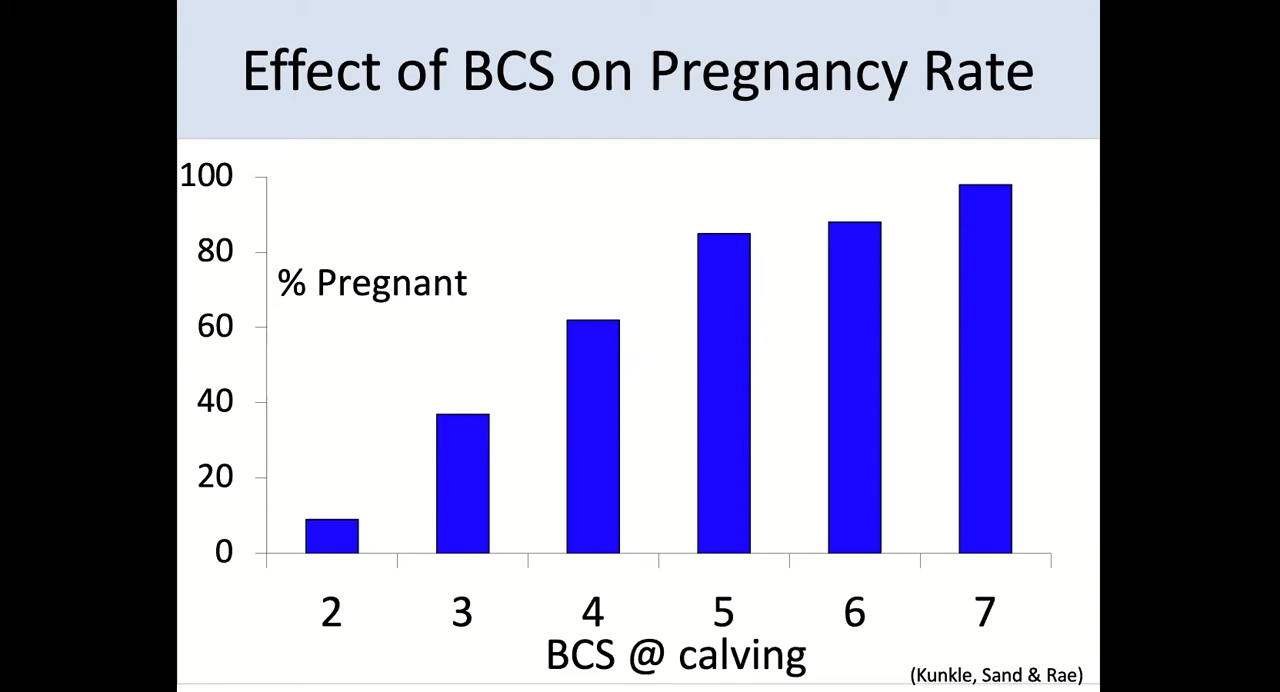 Effect of BCS on Pregnancy Rate
100
80
% Pregnant
60
40
20
0
2 3 4 5 6 7
BCS @ calving
(Kunkle, Sand & Rae)